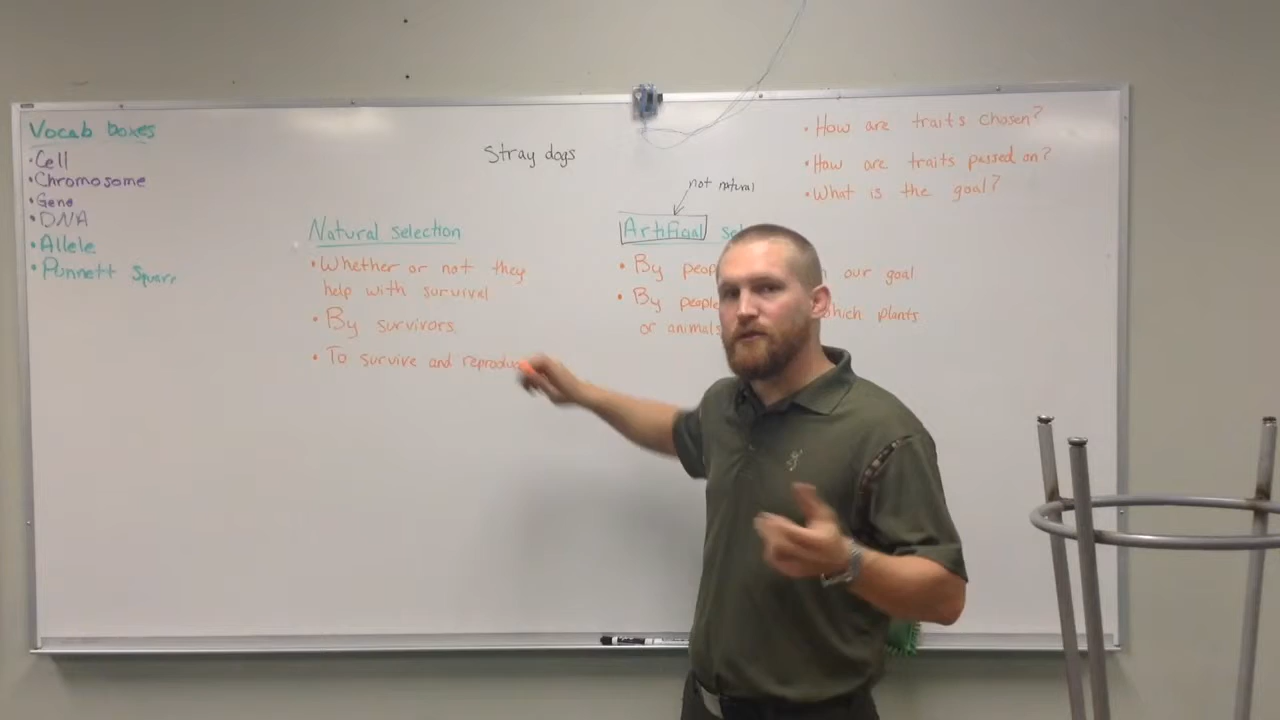 Vocab boxes
• Cell
• Chromosome
• Gene
• DNA
• Allele
• Punnett Square
Stray dogs
Natural selection
• Whether or not they
help with survival
• By survivors
• To survive and
not natural
Artificial
• By
our goal
• By people
which plants
or animals
• How are traits chosen?
• How are traits passed on?
• What is the goal?